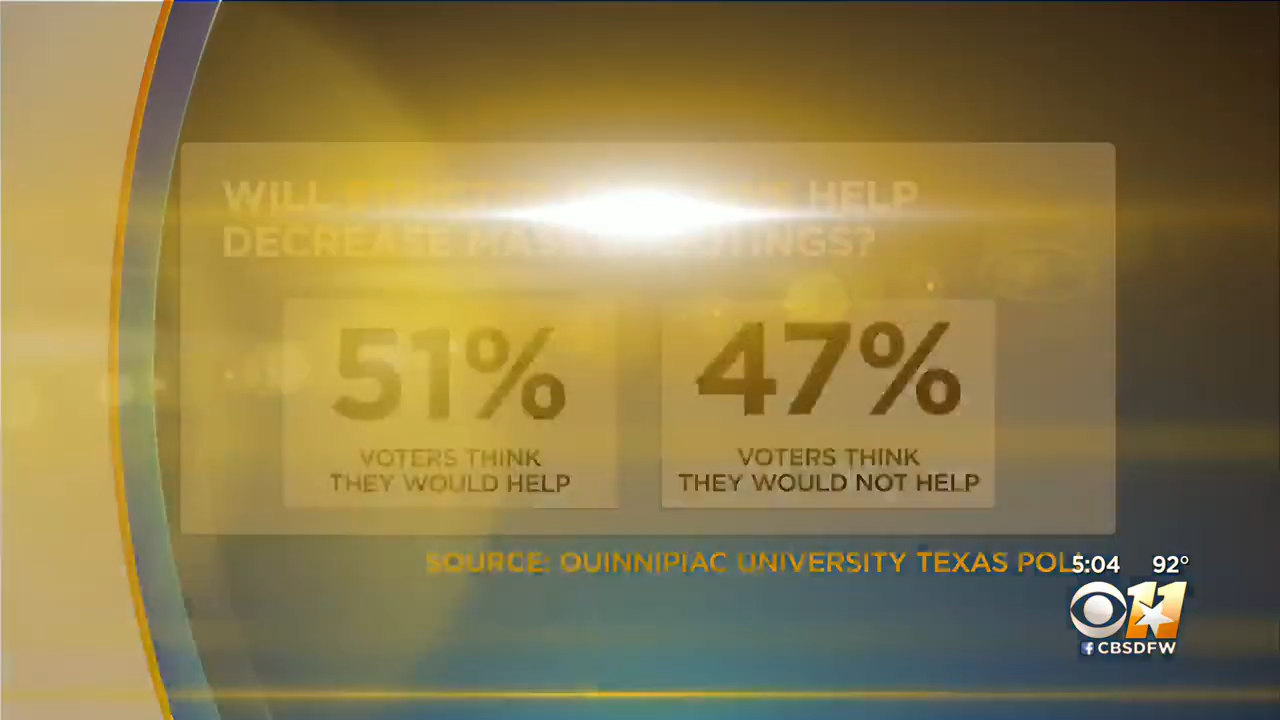 WILL HELP
DECREASE
51%
VOTERS THINK
THEY WOULD HELP
47%
VOTERS THINK
THEY WOULD NOT HELP
SOURCE: QUINNIPIAC UNIVERSITY TEXAS
5:04 92°
11
f CBSDFW